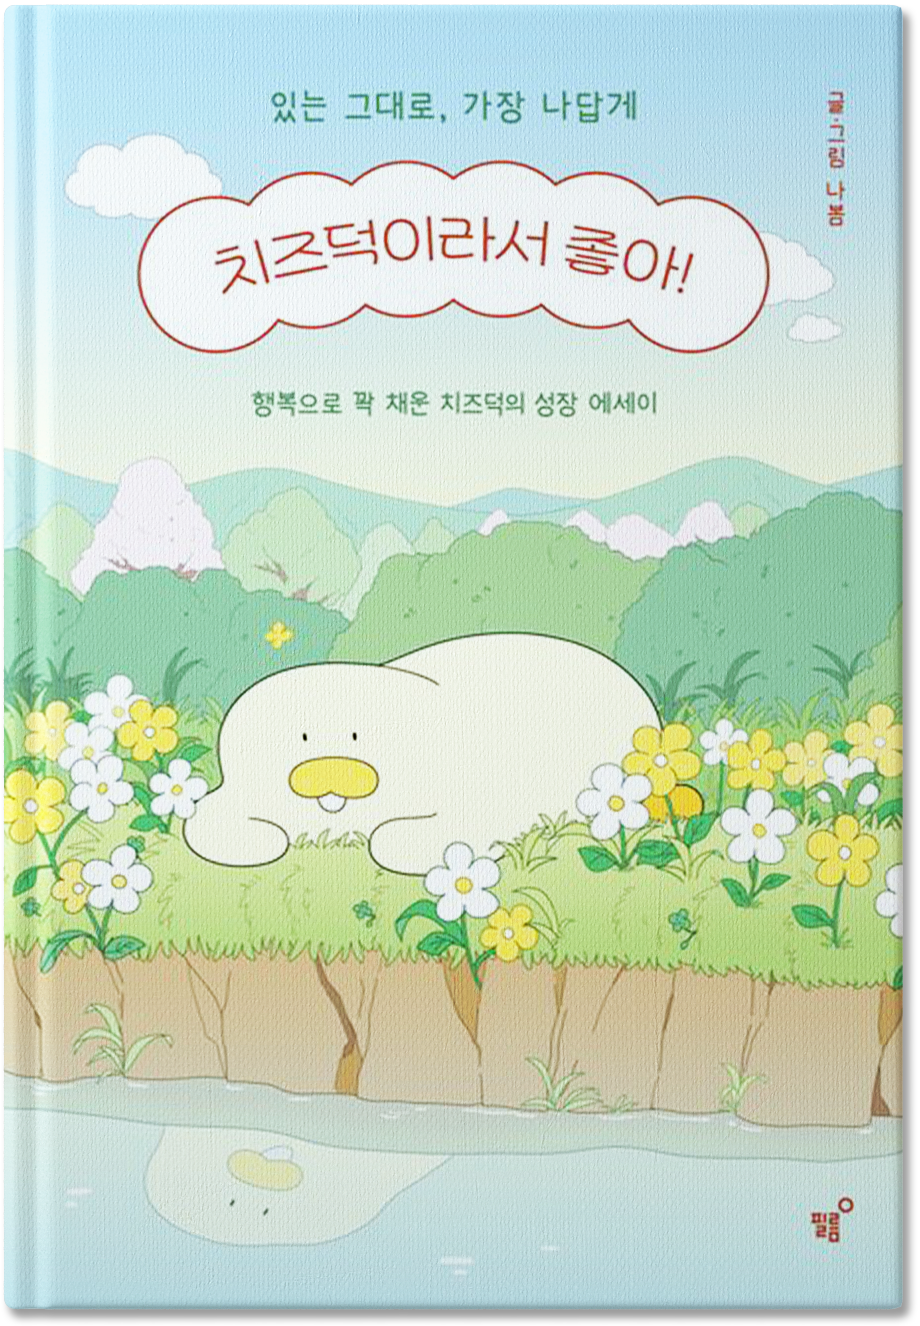 있는 그대로, 가장 나답게
글·그림 나봄
치즈덕이라서 좋아!
행복으로 꽉 채운 치즈덕의 성장 에세이
필름